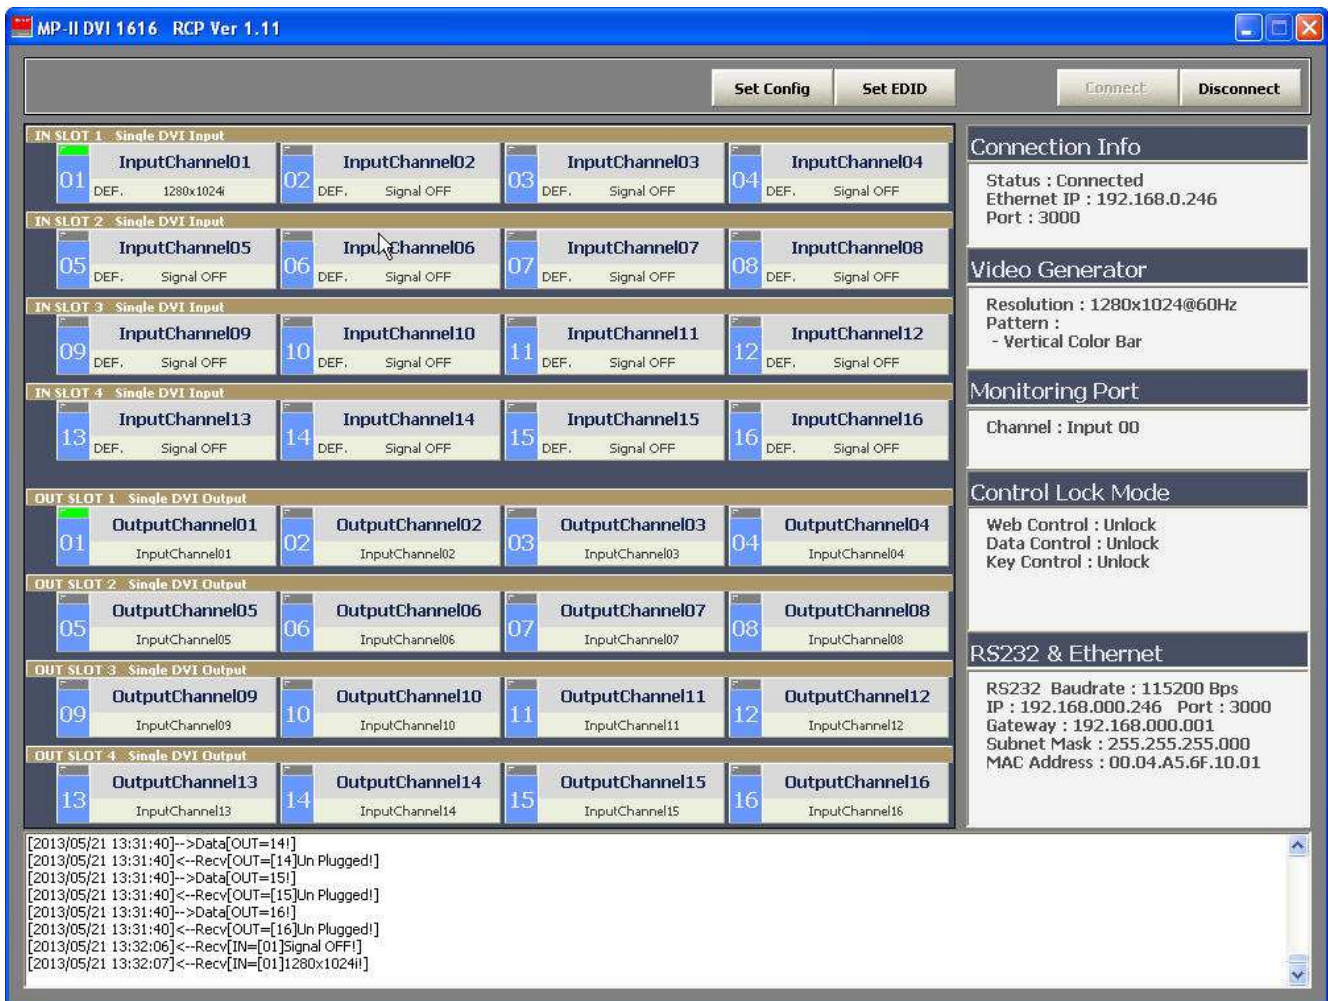 MP-II DVI 1616   RCP Ver 1.11
Set Config   Set EDID   Connect   Disconnect
IN SLOT 1   Single DVI Input
01   InputChannel01   02   InputChannel02   03   InputChannel03   04   InputChannel04
DEF.   1280x1024i   DEF.   Signal OFF   DEF.   Signal OFF   DEF.   Signal OFF
IN SLOT 2   Single DVI Input
05   InputChannel05   06   InputChannel06   07   InputChannel07   08   InputChannel08
DEF.   Signal OFF   DEF.   Signal OFF   DEF.   Signal OFF   DEF.   Signal OFF
IN SLOT 3   Single DVI Input
09   InputChannel09   10   InputChannel10   11   InputChannel11   12   InputChannel12
DEF.   Signal OFF   DEF.   Signal OFF   DEF.   Signal OFF   DEF.   Signal OFF
IN SLOT 4   Single DVI Input
13   InputChannel13   14   InputChannel14   15   InputChannel15   16   InputChannel16
DEF.   Signal OFF   DEF.   Signal OFF   DEF.   Signal OFF   DEF.   Signal OFF
OUT SLOT 1   Single DVI Output
01   OutputChannel01   02   OutputChannel02   03   OutputChannel03   04   OutputChannel04
InputChannel01   InputChannel02   InputChannel03   InputChannel04
OUT SLOT 2   Single DVI Output
05   OutputChannel05   06   OutputChannel06   07   OutputChannel07   08   OutputChannel08
InputChannel05   InputChannel06   InputChannel07   InputChannel08
OUT SLOT 3   Single DVI Output
09   OutputChannel09   10   OutputChannel10   11   OutputChannel11   12   OutputChannel12
InputChannel09   InputChannel10   InputChannel11   InputChannel12
OUT SLOT 4   Single DVI Output
13   OutputChannel13   14   OutputChannel14   15   OutputChannel15   16   OutputChannel16
InputChannel13   InputChannel14   InputChannel15   InputChannel16
Connection Info
Status : Connected
Ethernet IP : 192.168.0.246
Port : 3000
Video Generator
Resolution : 1280x1024@60Hz
Pattern :
- Vertical Color Bar
Monitoring Port
Channel : Input 00
Control Lock Mode
Web Control : Unlock
Data Control : Unlock
Key Control : Unlock
RS232 & Ethernet
RS232 Baudrate : 115200 Bps
IP : 192.168.000.246   Port : 3000
Gateway : 192.168.000.001
Subnet Mask : 255.255.255.000
MAC Address : 00.04.A5.6F.10.01
[2013/05/21 13:31:40]-->Data[OUT=14!]
[2013/05/21 13:31:40]<--Recv[OUT=[14]Un Plugged!]
[2013/05/21 13:31:40]-->Data[OUT=15!]
[2013/05/21 13:31:40]<--Recv[OUT=[15]Un Plugged!]
[2013/05/21 13:31:40]-->Data[OUT=16!]
[2013/05/21 13:31:40]<--Recv[OUT=[16]Un Plugged!]
[2013/05/21 13:32:06]<--Recv[IN=[01]Signal OFF!]
[2013/05/21 13:32:07]<--Recv[IN=[01]1280x1024i!]